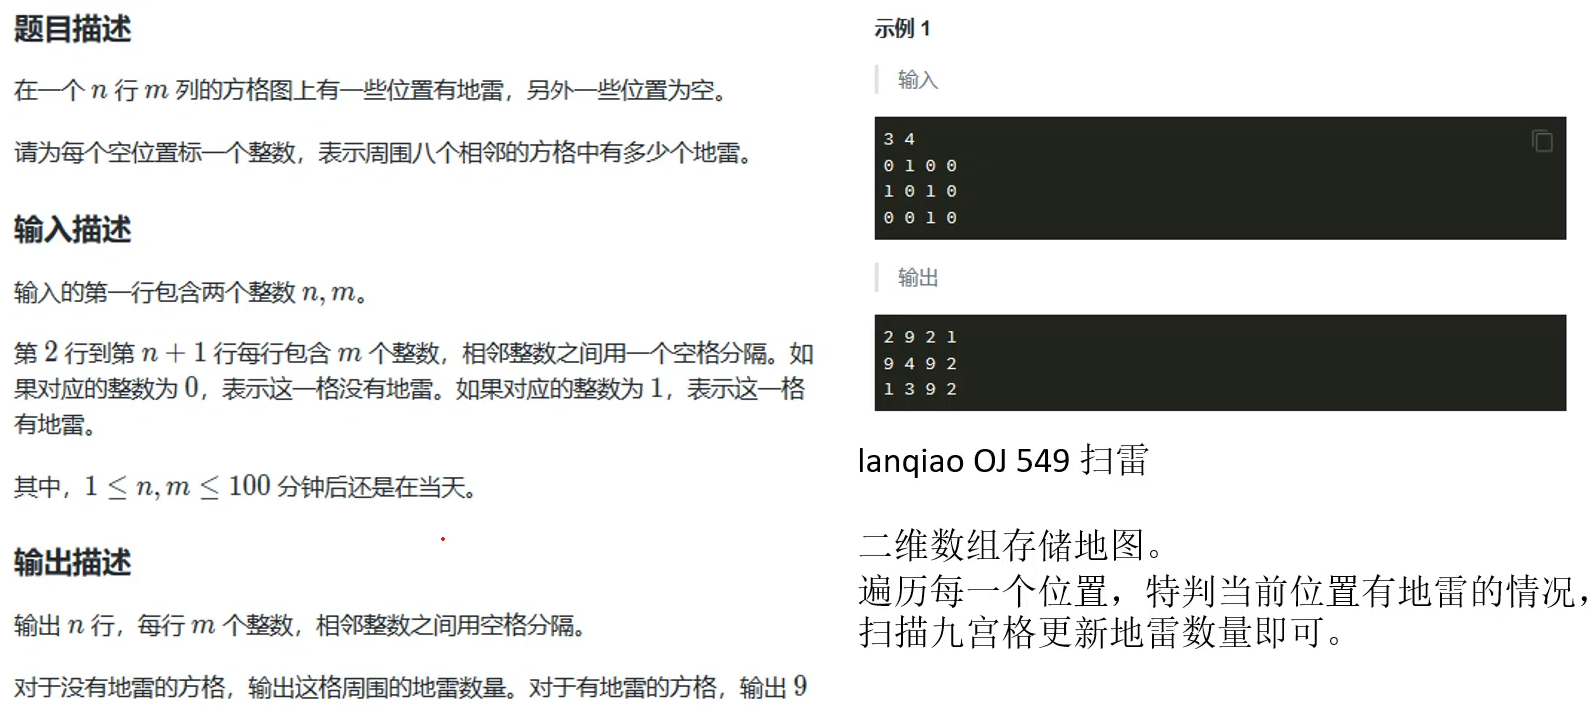 题目描述
在一个 n 行 m 列的方格图上有一些位置有地雷，另外一些位置为空。
请为每个空位置标一个整数，表示周围八个相邻的方格中有多少个地雷。
输入描述
输入的第一行包含两个整数 n, m。
第 2 行到第 n + 1 行每行包含 m 个整数，相邻整数之间用一个空格分隔。如
果对应的整数为 0，表示这一格没有地雷。如果对应的整数为 1，表示这一格
有地雷。
其中，1 ≤ n, m ≤ 100 分钟后还是在当天。
输出描述
输出 n 行，每行 m 个整数，相邻整数之间用空格分隔。
对于没有地雷的方格，输出这格周围的地雷数量。对于有地雷的方格，输出 9
示例 1
输入
3 4
0 1 0 0
1 0 1 0
0 0 1 0
输出
2 9 2 1
9 4 9 2
1 3 9 2
lanqiao OJ 549 扫雷
二维数组存储地图。
遍历每一个位置，特判当前位置有地雷的情况，
扫描九宫格更新地雷数量即可。